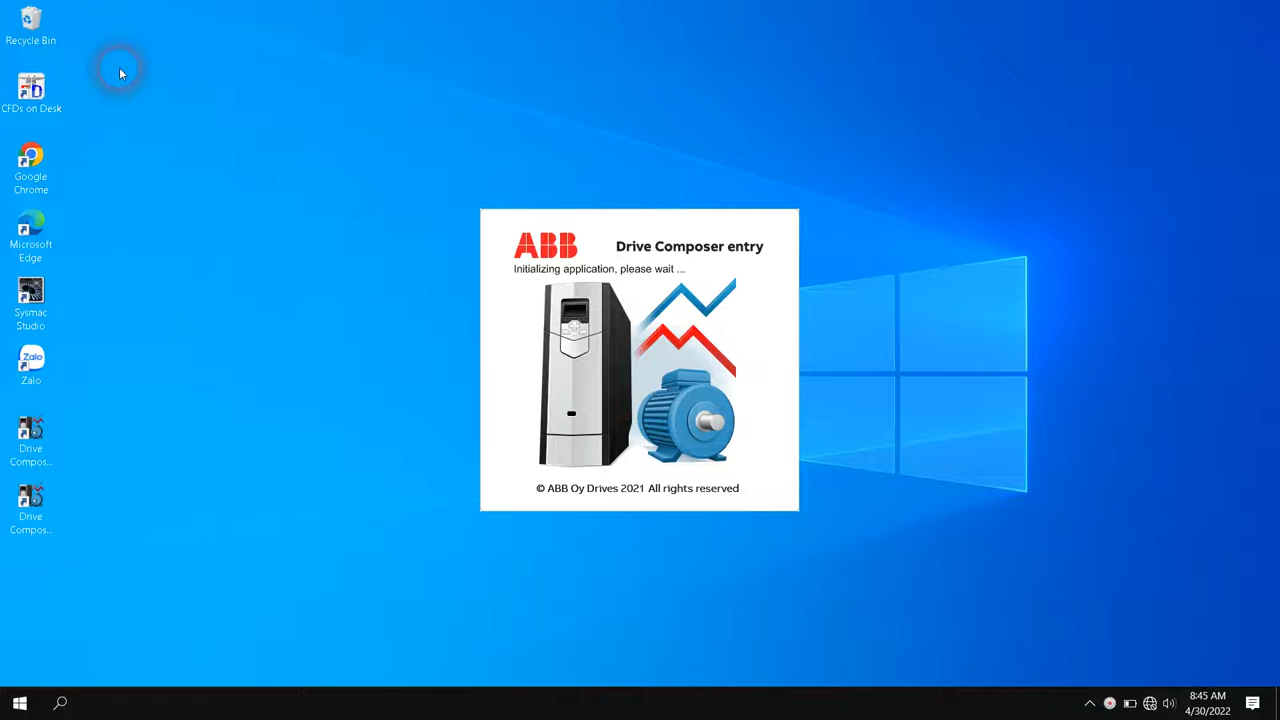 Recycle Bin
CFDs on Desk
Google
Chrome
Microsoft
Edge
Sysmac
Studio
Zalo
Zalo
Drive
Compos...
Drive
Compos...
ABB
Drive Composer entry
Initializing application, please wait ...
© ABB Oy Drives 2021 All rights reserved
8:45 AM
4/30/2022